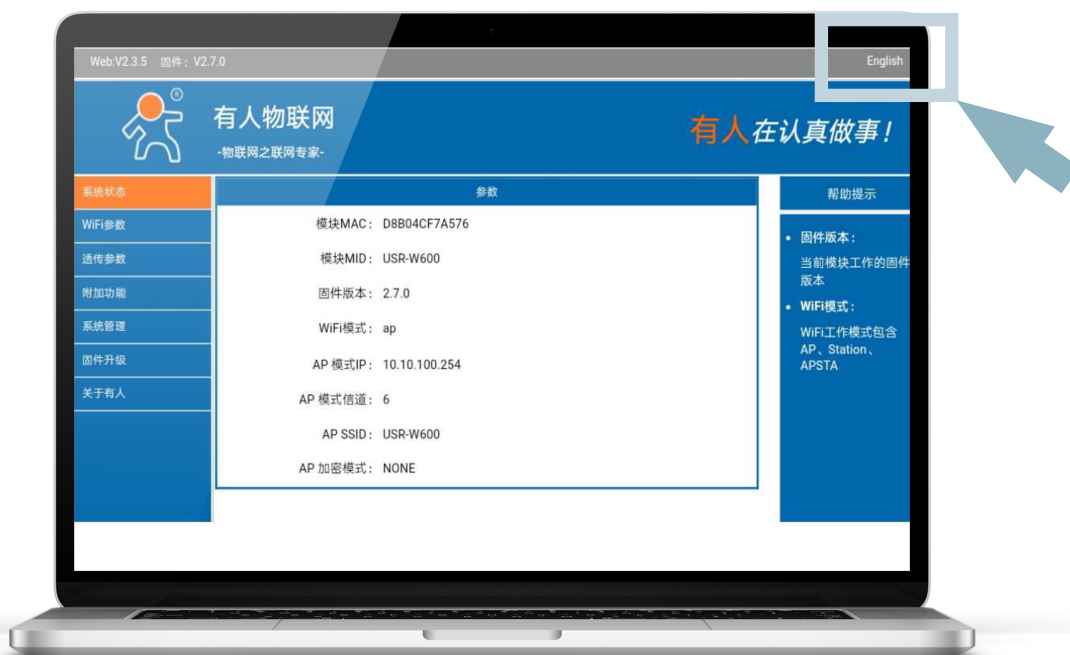 Web:V2.3.5 固件：V2.7.0
English
®
有人物联网
-物联网之联网专家-
有人在认真做事！
系统状态
WiFi参数
透传参数
附加功能
系统管理
固件升级
关于有人
参数
模块MAC： D8B04CF7A576
模块MID： USR-W600
固件版本： 2.7.0
WiFi模式： ap
AP 模式IP： 10.10.100.254
AP 模式信道： 6
AP SSID： USR-W600
AP 加密模式： NONE
帮助提示
• 固件版本：
当前模块工作的固件
版本
• WiFi模式：
WiFi工作模式包含
AP、Station、
APSTA